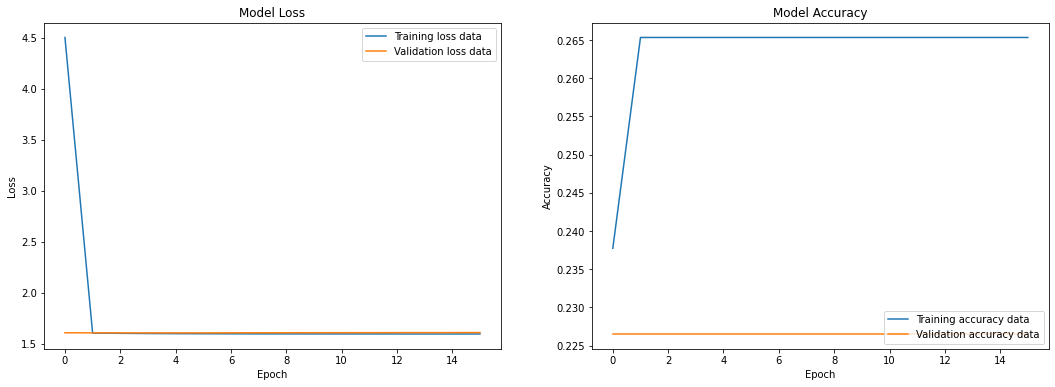 Model Loss
Training loss data
Validation loss data
4.5
4.0
3.5
3.0
2.5
2.0
1.5
Loss
0 2 4 6 8 10 12 14
Epoch
Model Accuracy
0.265
0.260
0.255
0.250
0.245
0.240
0.235
0.230
0.225
Accuracy
Training accuracy data
Validation accuracy data
0 2 4 6 8 10 12 14
Epoch